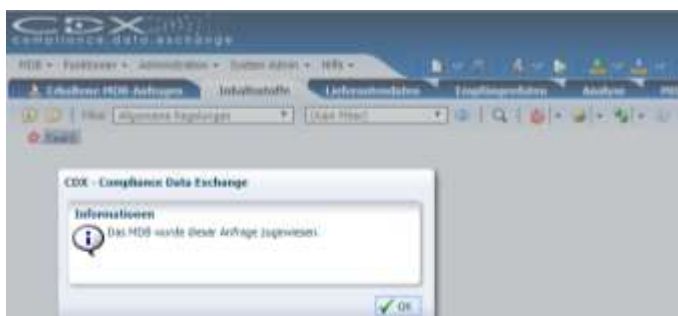 CDX
compliance data exchange
MDB Funktionen Administration System Admin Hilfe
Erhaltene MDB-Anfragen Inhaltsstoffe Lieferantendaten Empfängerdaten Analyse
Filter Allgemeine Regelungen [Kein Filter]
CDX - Compliance Data Exchange
Informationen
Das MDB wurde dieser Anfrage zugewiesen.
OK